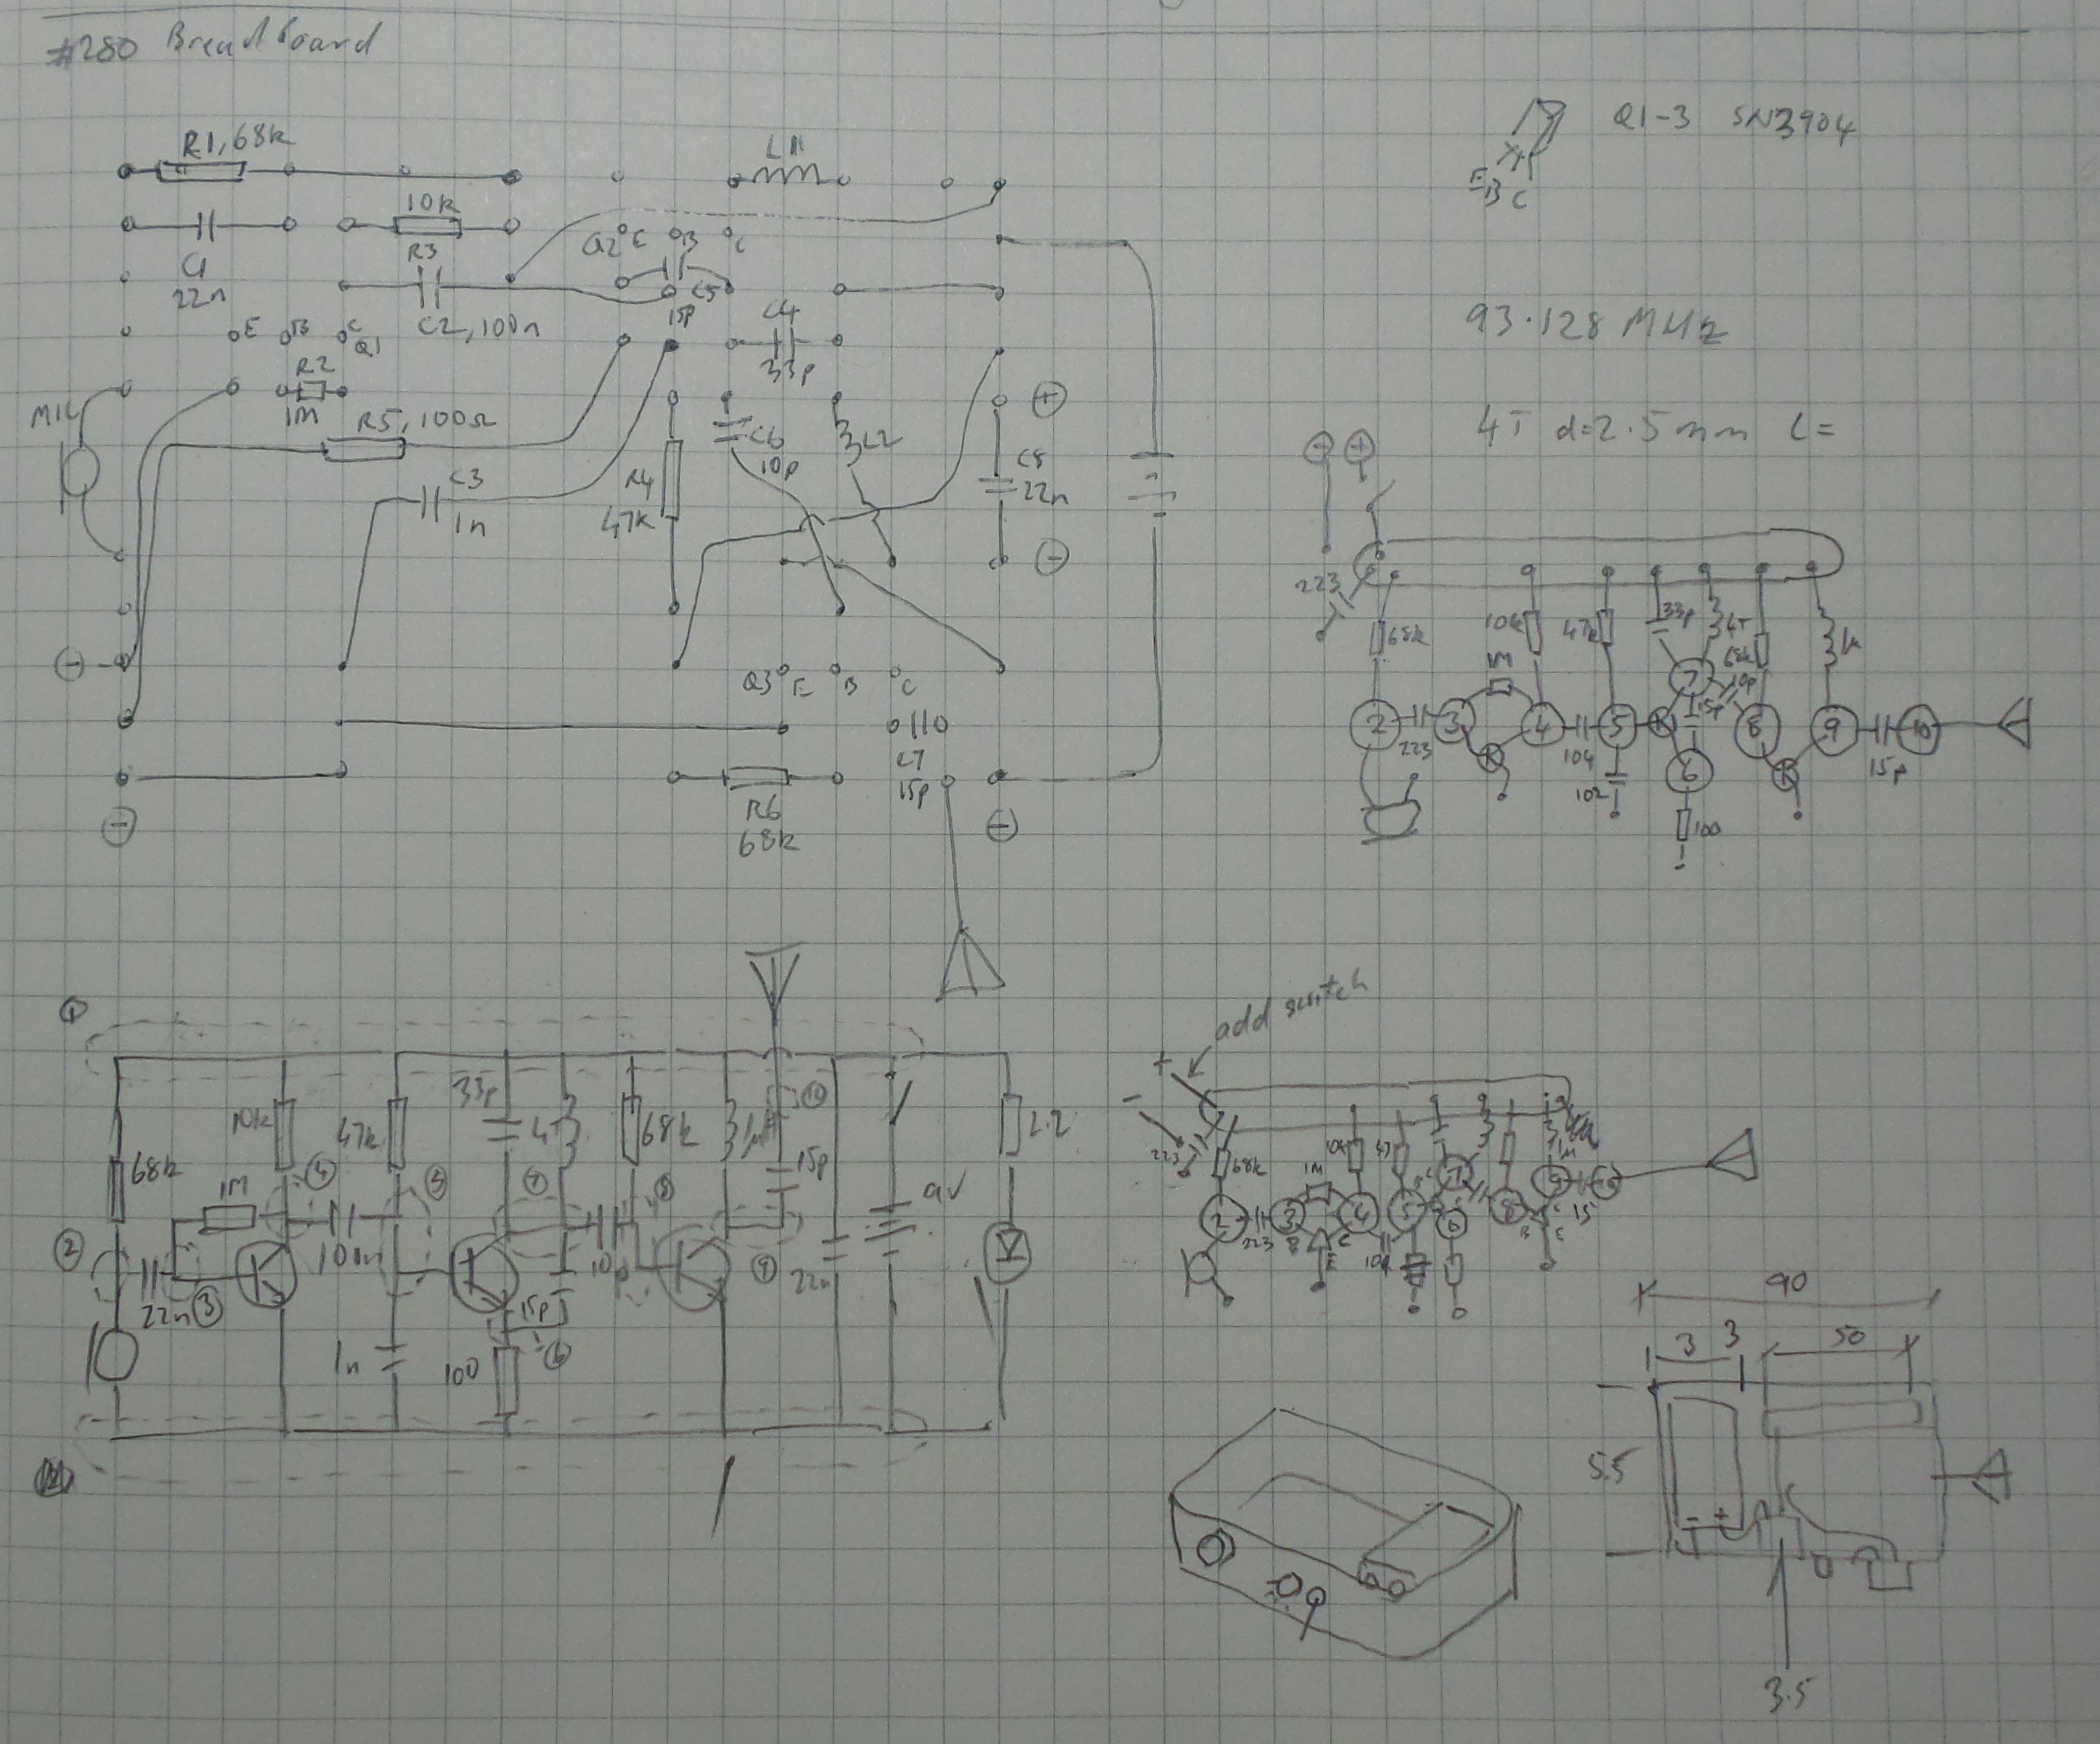 #280 Breadboard
R1, 68k
L1
Q1-3 SN3904
E B C
10k
R3
C1
22n
Q2 E B C
C5
15p
C2, 100n
C4
33p
E B C
Q1
R2
1M
93.128 MHz
MIC
R5, 100Ω
+
4T d=2.5mm L=
C6
10p
L2
C8
22n
R4
47k
C3
1n
-
- +
223
68k
10k
47k
33p
4T
68k
1M
10p
15p
2 3 4 5 7 6 8 9 10
223
104
102
100
15p
-
Q3 E B C
C7
15p
R6
68k
-
-
add switch
+
-
1
10k
47k
33p
4T
68k
1µ
10
15p
2.2
68k
1M
4
5
7
8
2
22n
3
100n
15p
6
10p
9
22n
9V
1n
100
223
68k
10k
1M
47
2 3 4 5 7 6 8 9 10
223
B
E
C
104
15
B
C
E
90
3 3
50
5.5
- +
3.5